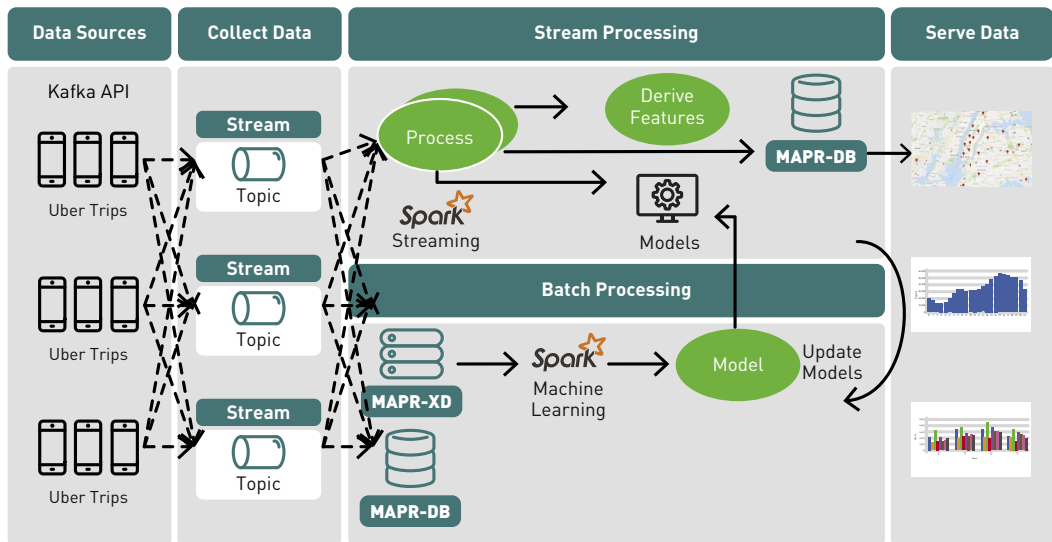 Data Sources
Collect Data
Stream Processing
Serve Data
Kafka API
Uber Trips
Uber Trips
Uber Trips
Stream
Topic
Stream
Topic
Stream
Topic
Process
Derive
Features
MAPR-DB
Spark
Streaming
Models
Batch Processing
MAPR-XD
Spark
Machine
Learning
Model
Update
Models
MAPR-DB